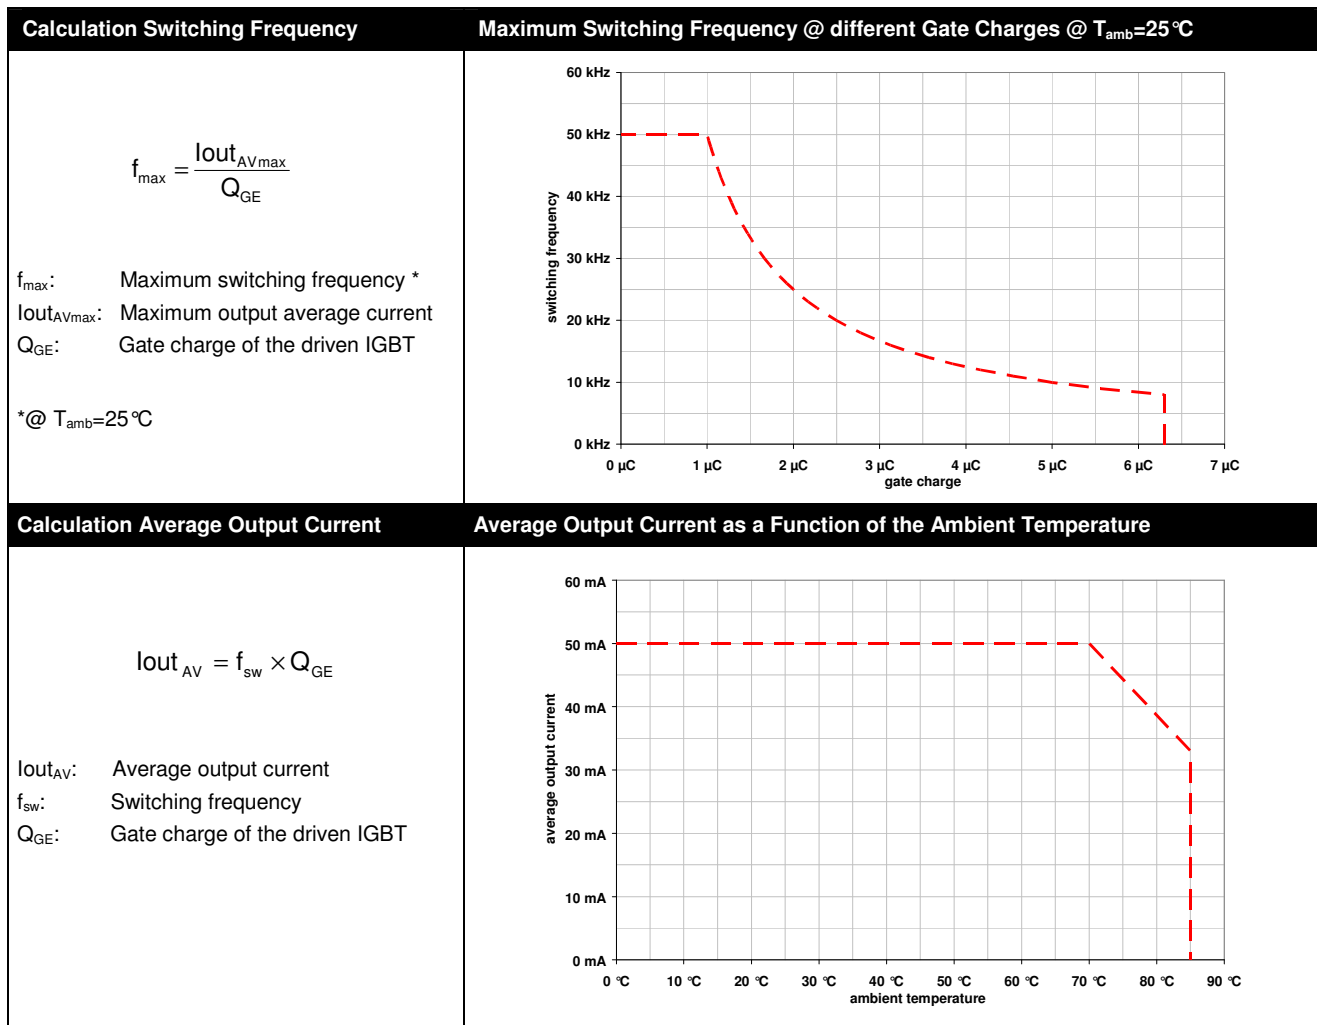 Calculation Switching Frequency
Maximum Switching Frequency @ different Gate Charges @ Tamb=25°C
fmax = IoutAVmax / QGE
fmax: Maximum switching frequency *
IoutAVmax: Maximum output average current
QGE: Gate charge of the driven IGBT
*@ Tamb=25°C
60 kHz
50 kHz
40 kHz
30 kHz
20 kHz
10 kHz
0 kHz
switching frequency
0 µC 1 µC 2 µC 3 µC 4 µC 5 µC 6 µC 7 µC
gate charge
Calculation Average Output Current
Average Output Current as a Function of the Ambient Temperature
IoutAV = fsw × QGE
IoutAV: Average output current
fsw: Switching frequency
QGE: Gate charge of the driven IGBT
60 mA
50 mA
40 mA
30 mA
20 mA
10 mA
0 mA
average output current
0 °C 10 °C 20 °C 30 °C 40 °C 50 °C 60 °C 70 °C 80 °C 90 °C
ambient temperature